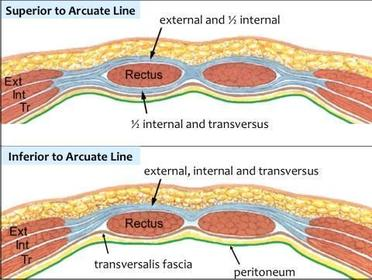 Superior to Arcuate Line
external and ½ internal
Rectus
Ext
Int
Tr
½ internal and transversus
Inferior to Arcuate Line
external, internal and transversus
Rectus
Ext
Int
Tr
transversalis fascia
peritoneum